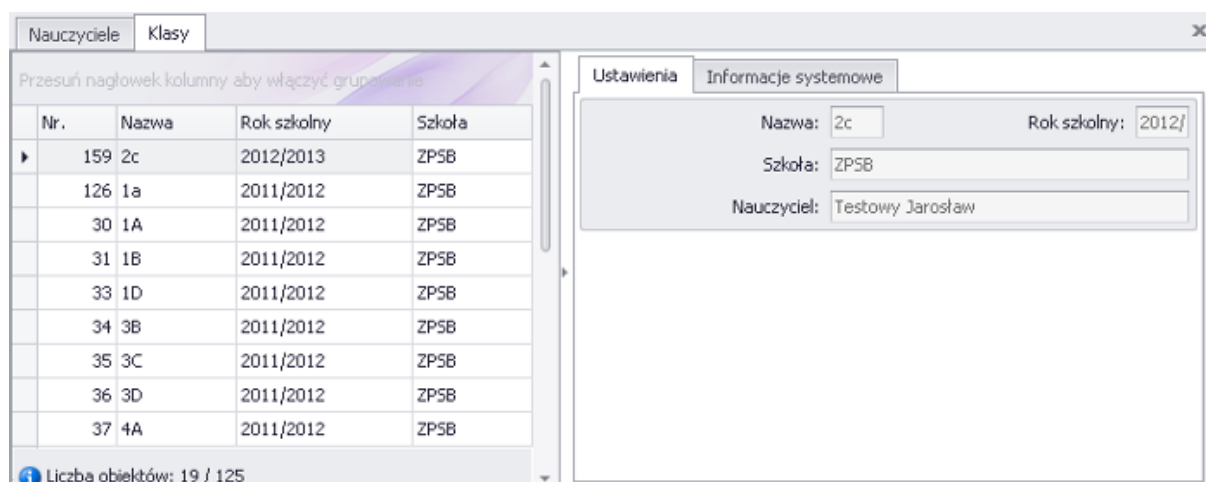 Nauczyciele Klasy
Przesuń nagłowek kolumny aby włączyć grupowanie
Nr. Nazwa Rok szkolny Szkoła
159 2c 2012/2013 ZPSB
126 1a 2011/2012 ZPSB
30 1A 2011/2012 ZPSB
31 1B 2011/2012 ZPSB
33 1D 2011/2012 ZPSB
34 3B 2011/2012 ZPSB
35 3C 2011/2012 ZPSB
36 3D 2011/2012 ZPSB
37 4A 2011/2012 ZPSB
Liczba obiektów: 19 / 125
Ustawienia Informacje systemowe
Nazwa: 2c Rok szkolny: 2012/
Szkoła: ZPSB
Nauczyciel: Testowy Jarosław